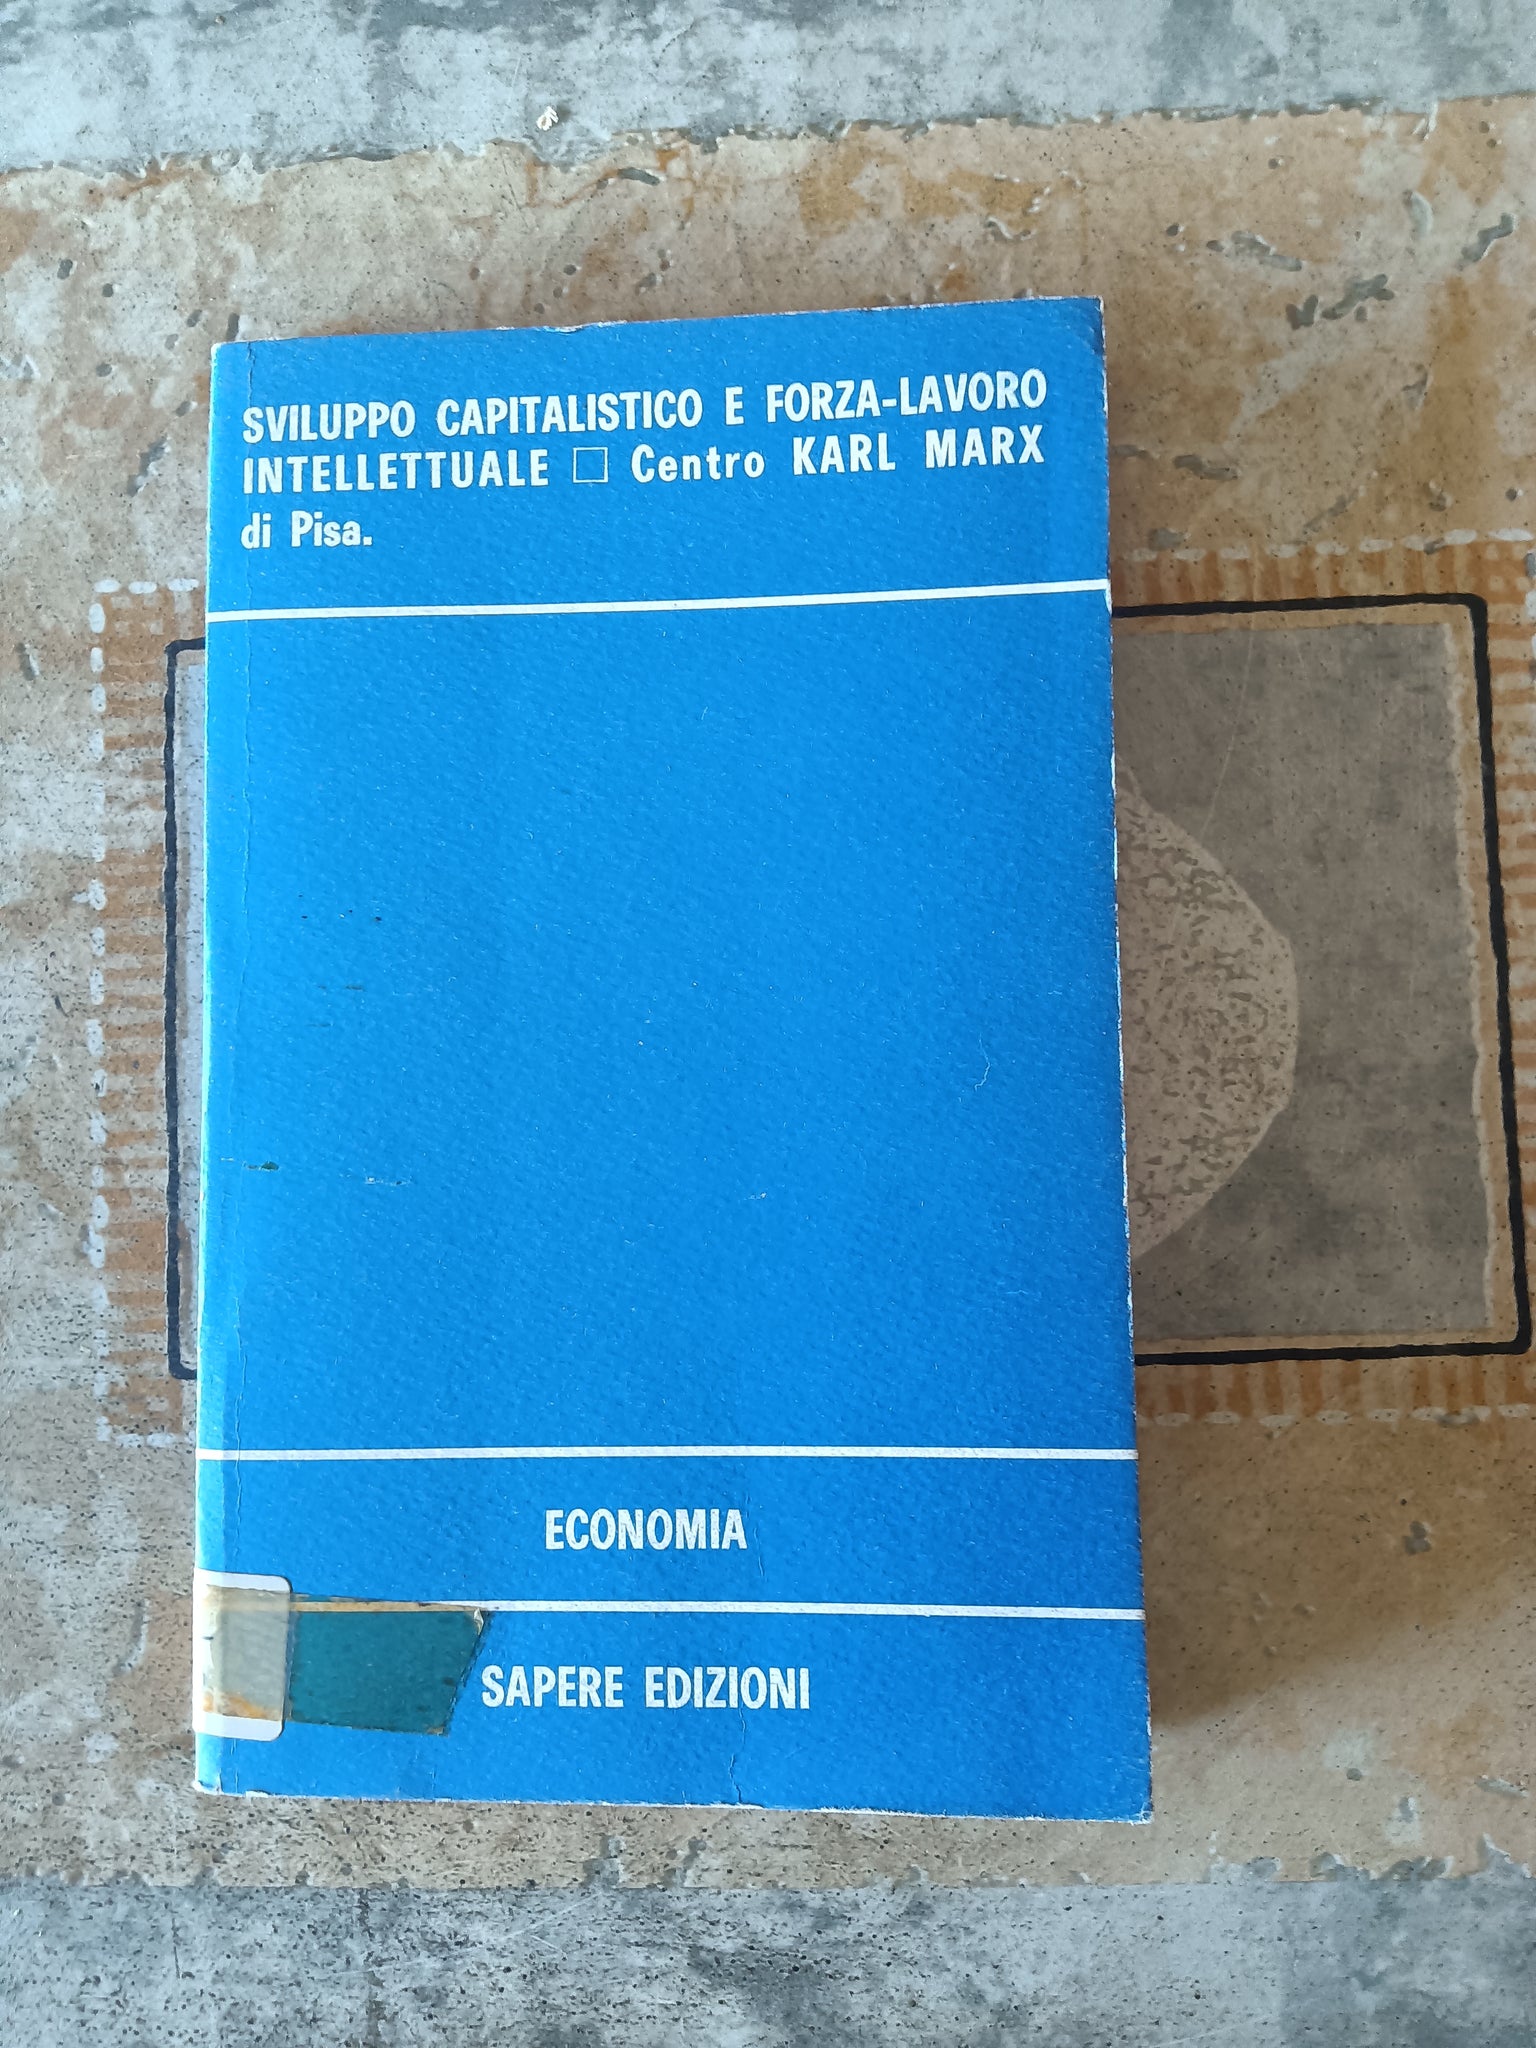 SVILUPPO CAPITALISTICO E FORZA-LAVORO
INTELLETTUALE □ Centro KARL MARX
di Pisa.
ECONOMIA
SAPERE EDIZIONI